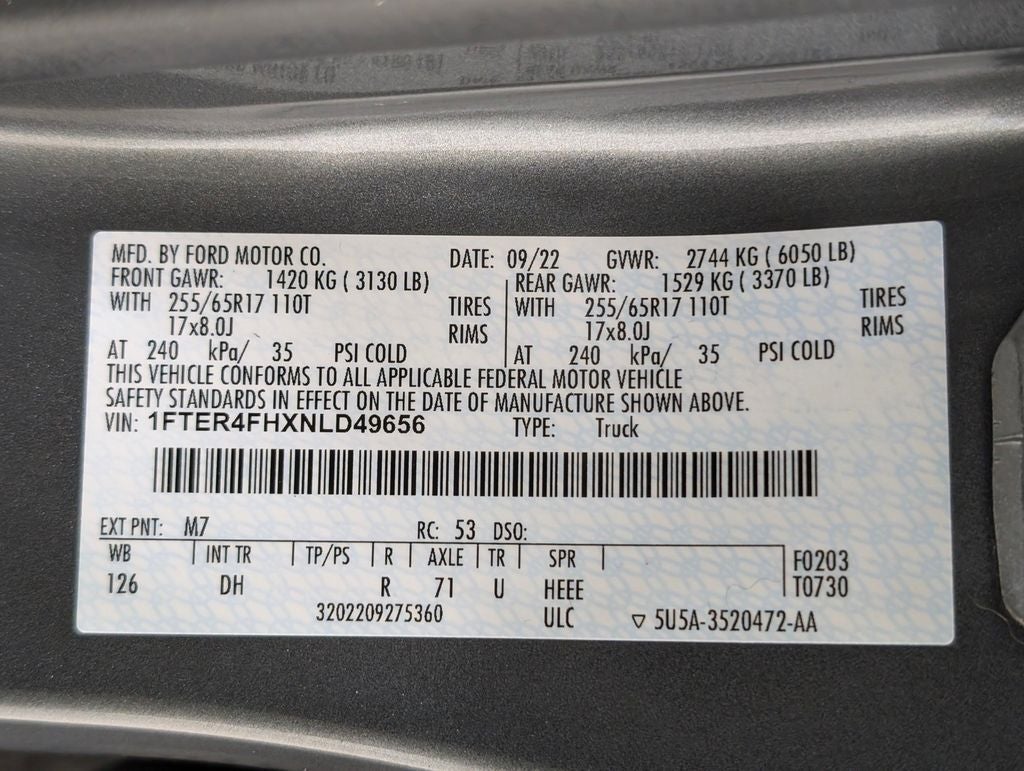 MFD. BY FORD MOTOR CO. DATE: 09/22 GVWR: 2744 KG ( 6050 LB)
FRONT GAWR: 1420 KG ( 3130 LB) REAR GAWR: 1529 KG ( 3370 LB)
WITH 255/65R17 110T TIRES WITH 255/65R17 110T TIRES
17x8.0J RIMS 17x8.0J RIMS
AT 240 kPa/ 35 PSI COLD AT 240 kPa/ 35 PSI COLD
THIS VEHICLE CONFORMS TO ALL APPLICABLE FEDERAL MOTOR VEHICLE
SAFETY STANDARDS IN EFFECT ON THE DATE OF MANUFACTURE SHOWN ABOVE.
VIN: 1FTER4FHXNLD49656 TYPE: Truck
EXT PNT: M7 RC: 53 DSO:
WB INT TR TP/PS R AXLE TR SPR F0203
126 DH R 71 U HEEE T0730
3202209275360 ULC ▽ 5U5A-3520472-AA